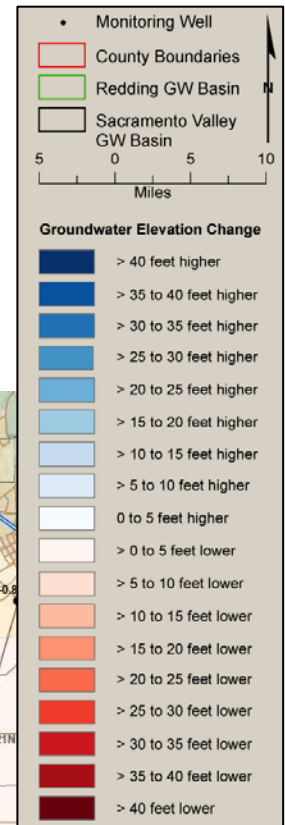 Monitoring Well
County Boundaries
Redding GW Basin
N
Sacramento Valley
GW Basin
5 0 5 10
Miles
Groundwater Elevation Change
> 40 feet higher
> 35 to 40 feet higher
> 30 to 35 feet higher
> 25 to 30 feet higher
> 20 to 25 feet higher
> 15 to 20 feet higher
> 10 to 15 feet higher
> 5 to 10 feet higher
0 to 5 feet higher
> 0 to 5 feet lower
> 5 to 10 feet lower
-0.8
> 10 to 15 feet lower
> 15 to 20 feet lower
> 20 to 25 feet lower
> 25 to 30 feet lower
> 30 to 35 feet lower
> 35 to 40 feet lower
> 40 feet lower